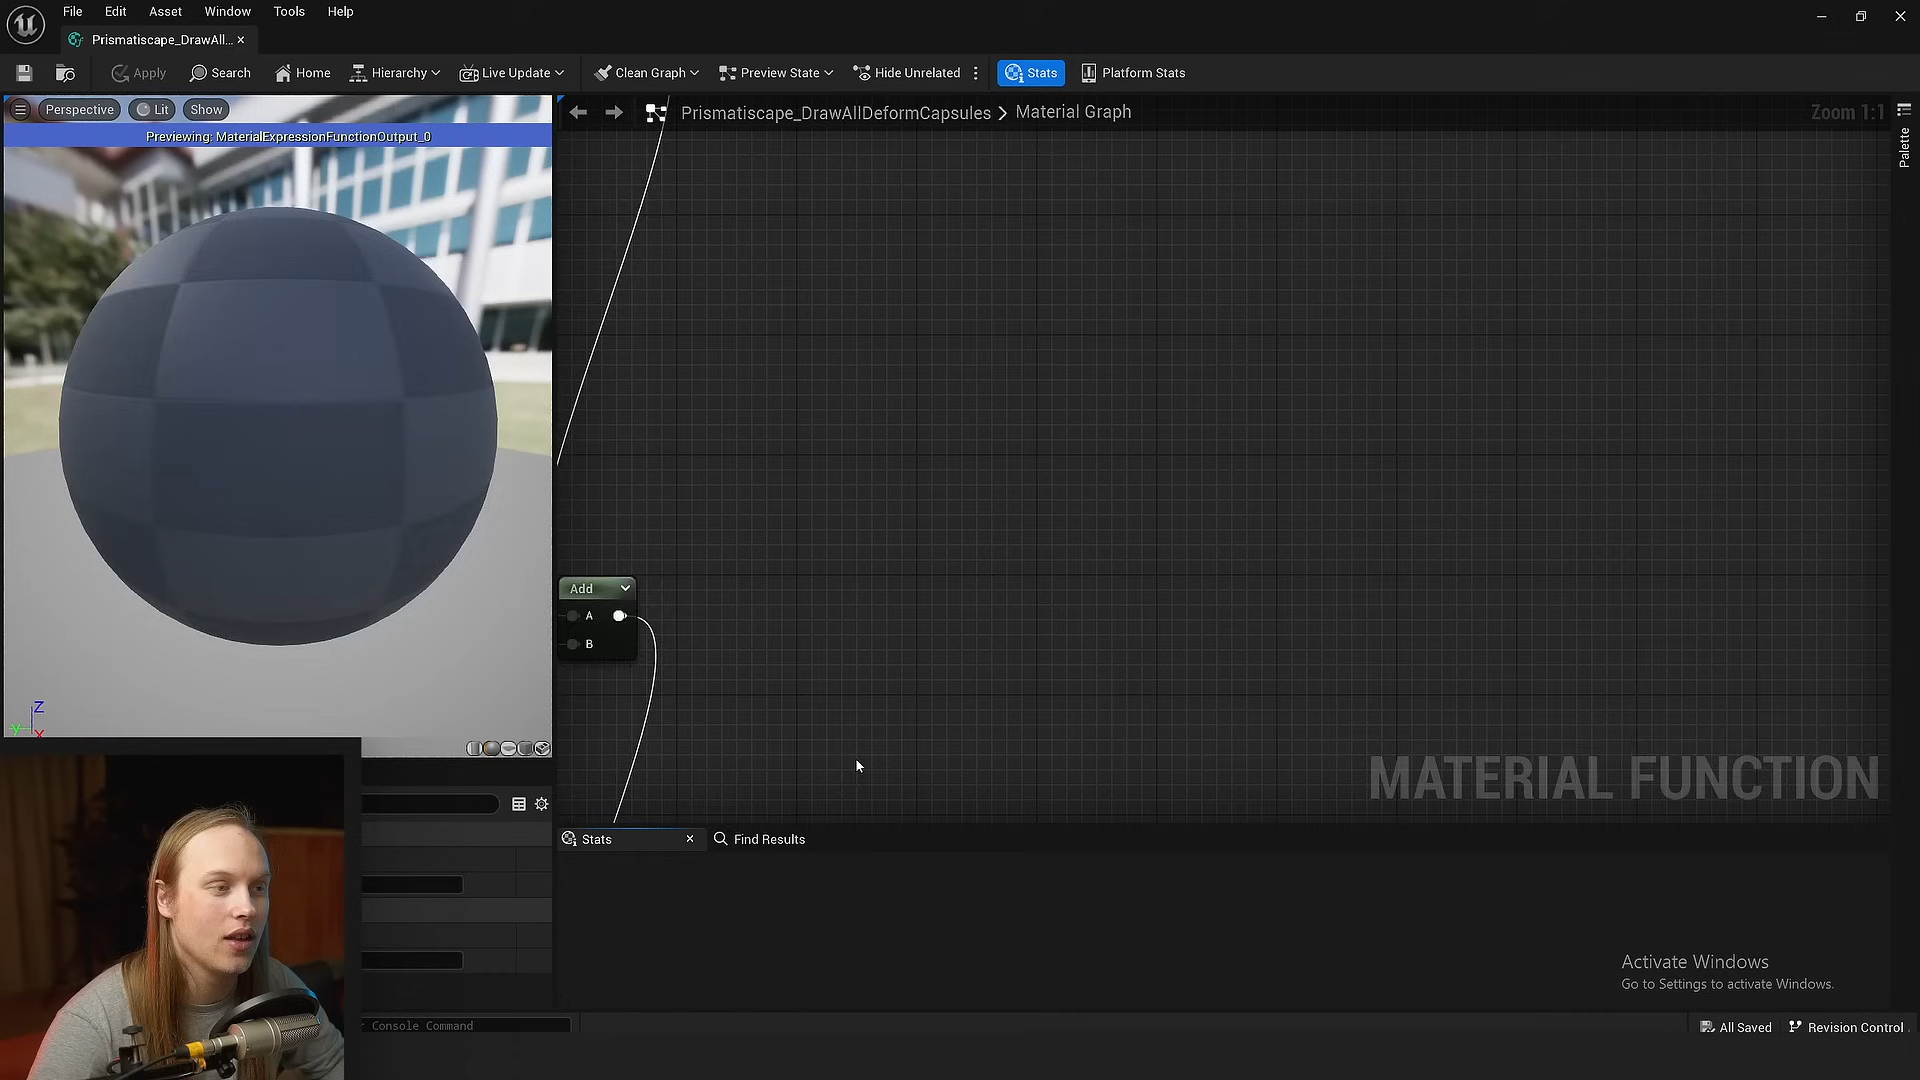 File Edit Asset Window Tools Help
Prismatiscape_DrawAll...
Apply Search Home Hierarchy Live Update Clean Graph Preview State Hide Unrelated Stats Platform Stats
Perspective Lit Show
Previewing: MaterialExpressionFunctionOutput_0
Prismatiscape_DrawAllDeformCapsules > Material Graph
Zoom 1:1
Palette
Add
A
B
Z
Y
X
MATERIAL FUNCTION
Stats
Find Results
Activate Windows
Go to Settings to activate Windows.
Console Command
All Saved Revision Control